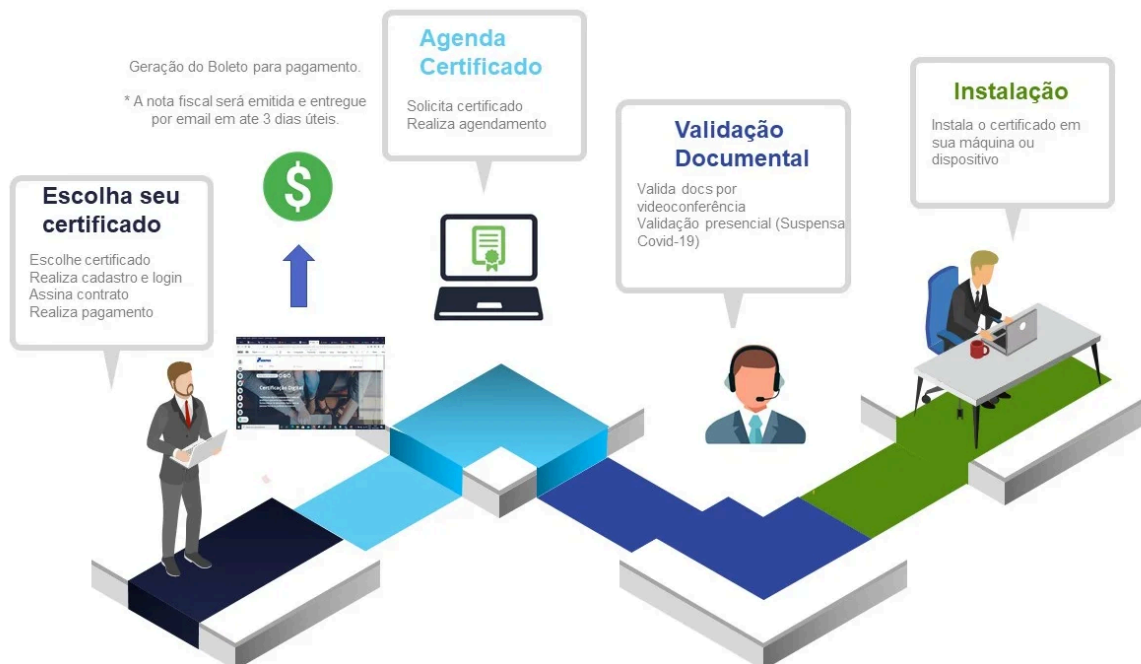 Escolha seu
certificado
Escolhe certificado
Realiza cadastro e login
Assina contrato
Realiza pagamento
Geração do Boleto para pagamento.
* A nota fiscal será emitida e entregue
por email em ate 3 dias úteis.
$
Certificação Digital
Agenda
Certificado
Solicita certificado
Realiza agendamento
Validação
Documental
Valida docs por
videoconferência
Validação presencial (Suspensa
Covid-19)
Instalação
Instala o certificado em
sua máquina ou
dispositivo